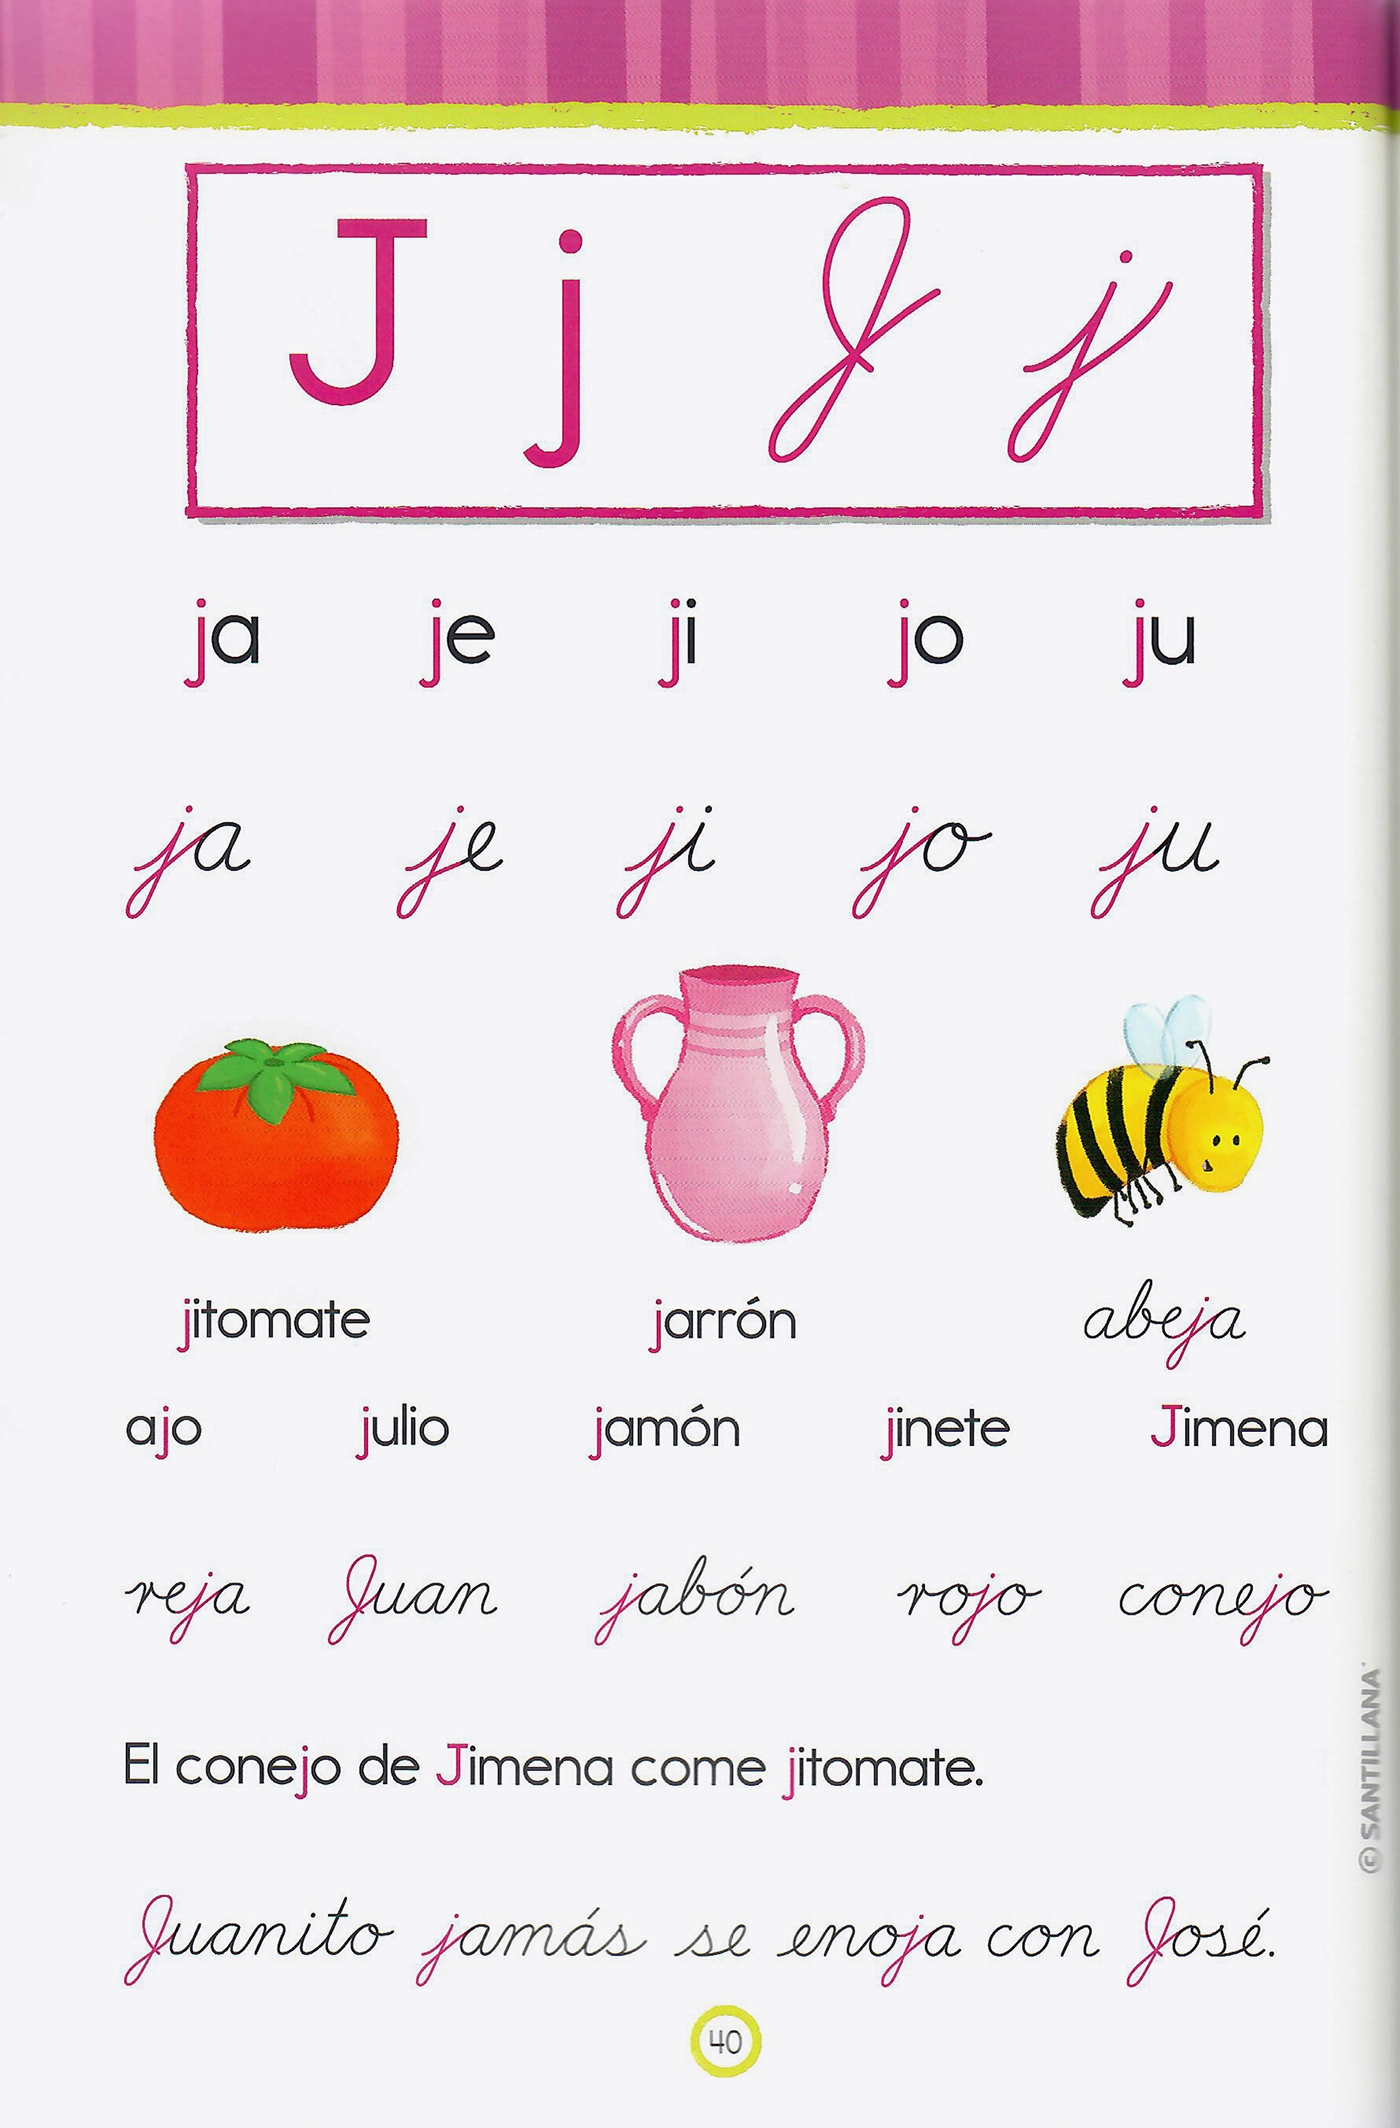 J j J j
ja je ji jo ju
ja je ji jo ju
jitomate jarrón abeja
ajo julio jamón jinete Jimena
reja Juan jabón rojo conejo
El conejo de Jimena come jitomate.
Juanito jamás se enoja con José.
© SANTILLANA
40